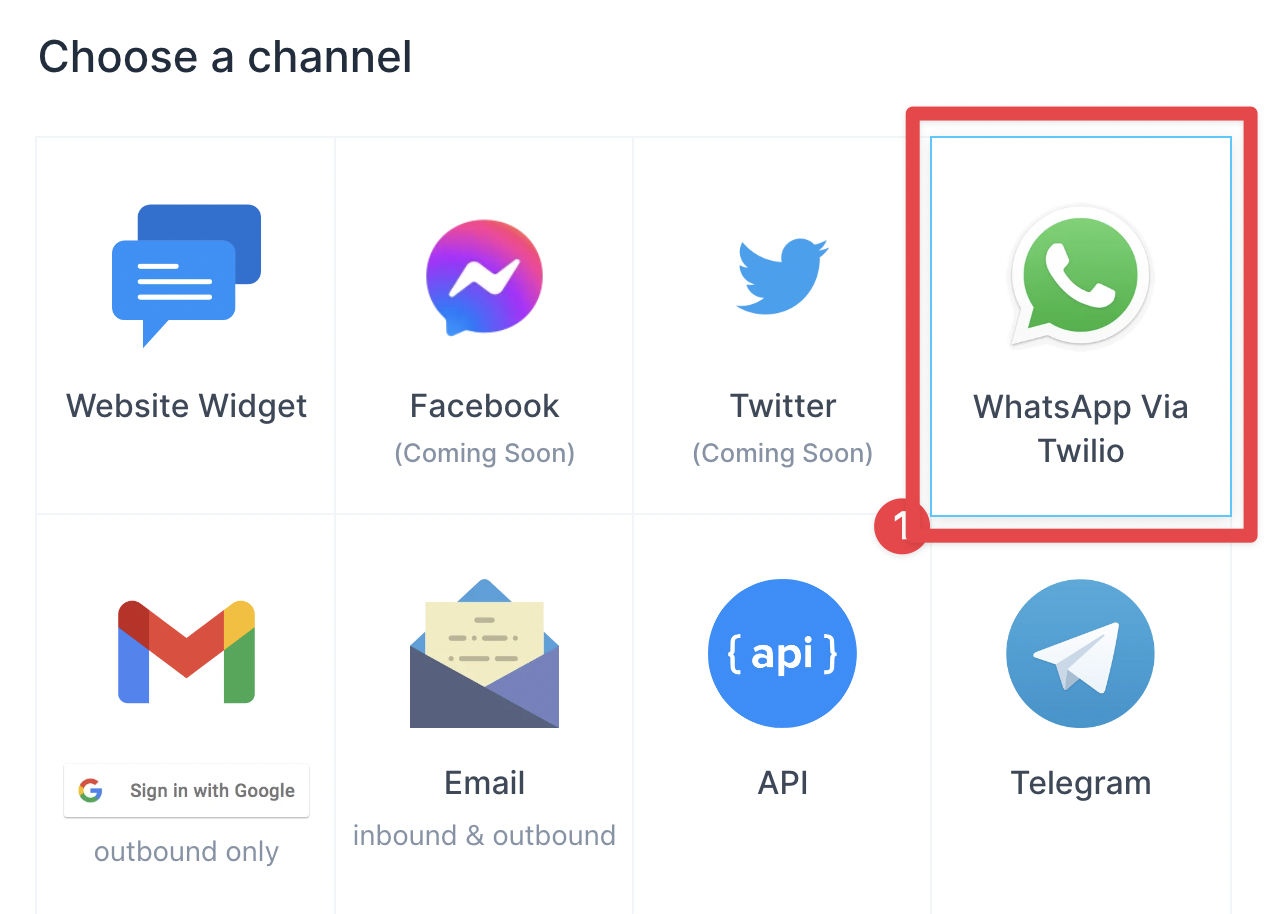 Choose a channel
Website Widget
Facebook
(Coming Soon)
Twitter
(Coming Soon)
WhatsApp Via
Twilio
1
Sign in with Google
outbound only
Email
inbound & outbound
{ api }
API
Telegram